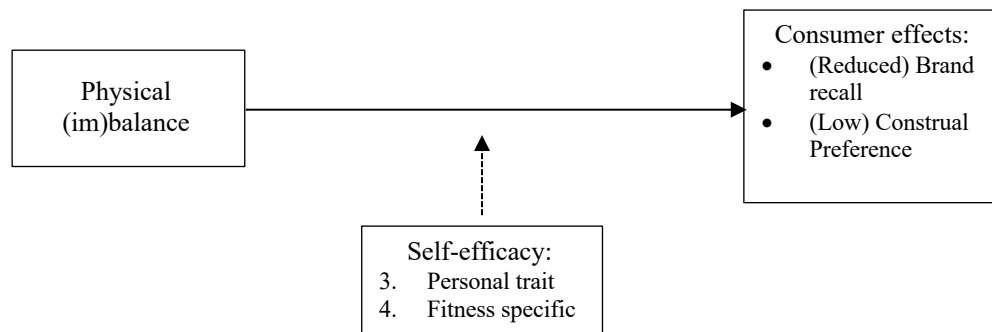 Physical
(im)balance
Consumer effects:
• (Reduced) Brand
recall
• (Low) Construal
Preference
Self-efficacy:
3. Personal trait
4. Fitness specific